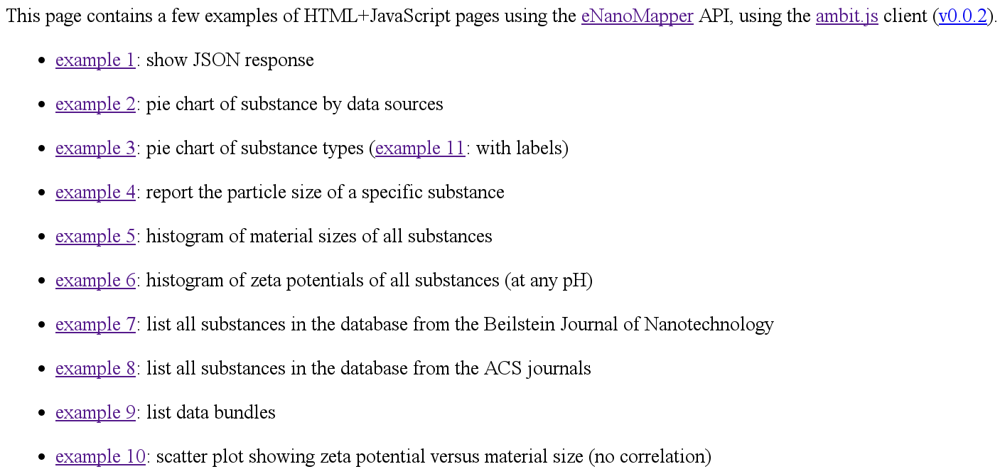 This page contains a few examples of HTML+JavaScript pages using the eNanoMapper API, using the ambit.js client (v0.0.2).
example 1: show JSON response
example 2: pie chart of substance by data sources
example 3: pie chart of substance types (example 11: with labels)
example 4: report the particle size of a specific substance
example 5: histogram of material sizes of all substances
example 6: histogram of zeta potentials of all substances (at any pH)
example 7: list all substances in the database from the Beilstein Journal of Nanotechnology
example 8: list all substances in the database from the ACS journals
example 9: list data bundles
example 10: scatter plot showing zeta potential versus material size (no correlation)